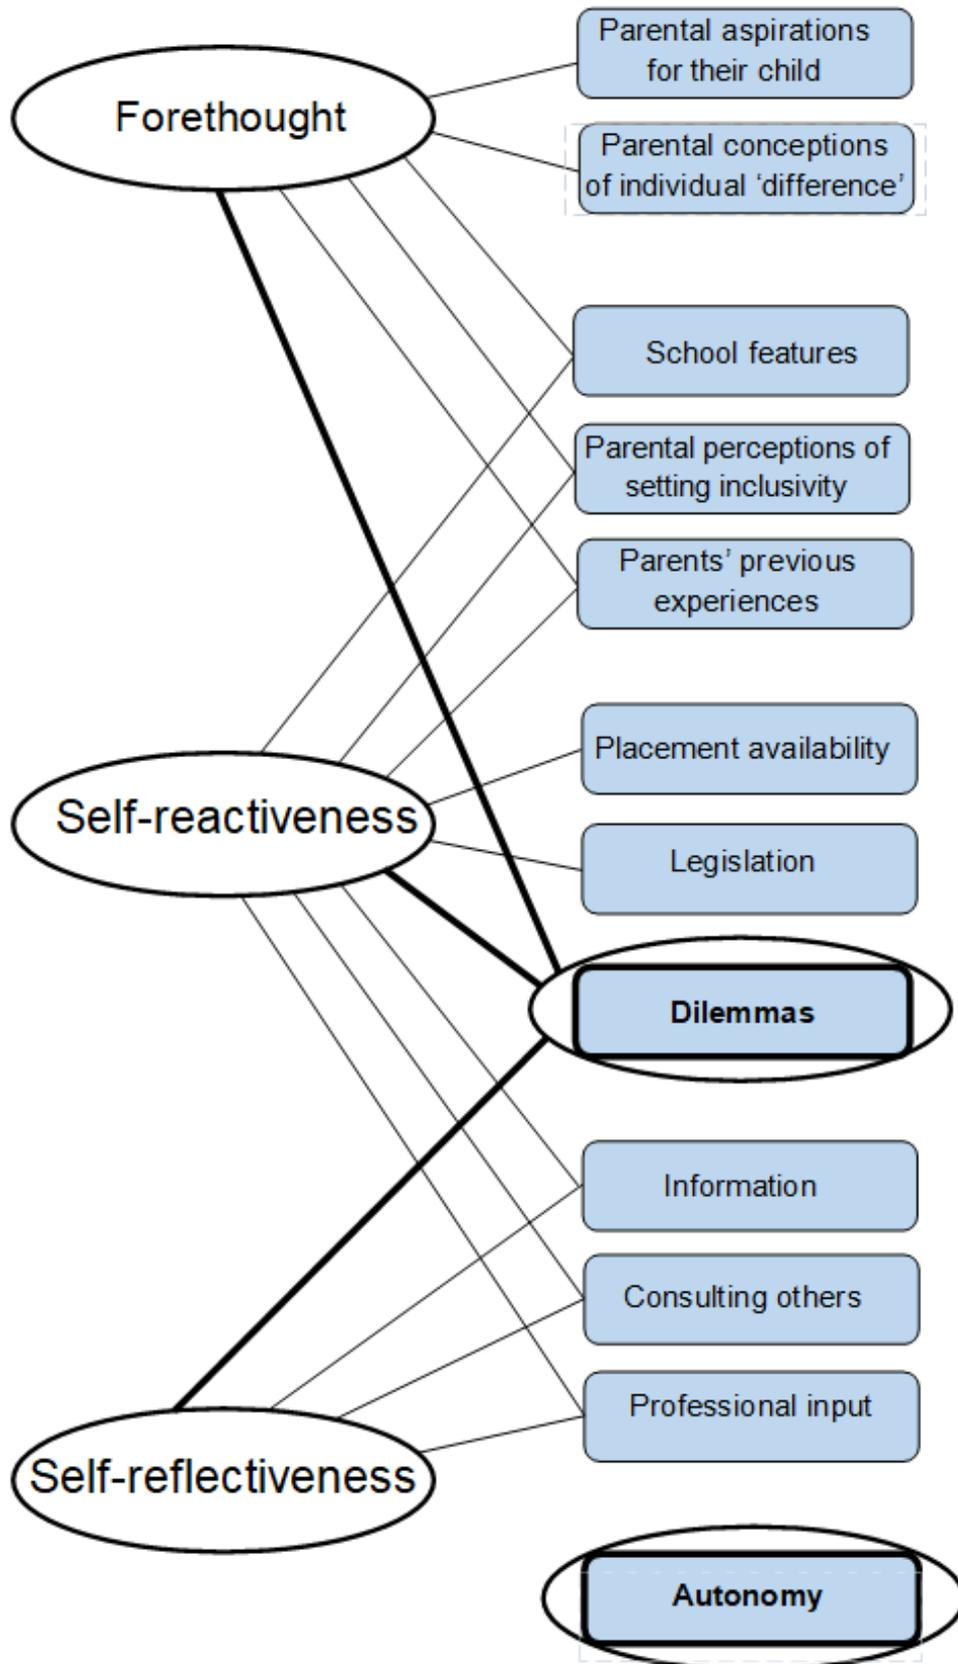 Parental aspirations
for their child
Forethought
Parental conceptions
of individual ‘difference’
School features
Parental perceptions of
setting inclusivity
Parents’ previous
experiences
Placement availability
Self-reactiveness
Legislation
Dilemmas
Information
Consulting others
Professional input
Self-reflectiveness
Autonomy